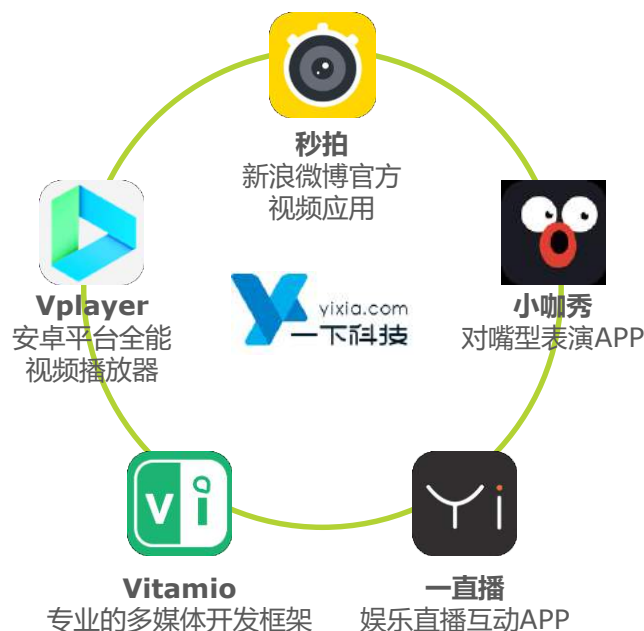 秒拍
新浪微博官方
视频应用
Vplayer
安卓平台全能
视频播放器
yixia.com
一下科技
小咖秀
对嘴型表演APP
vi
Yi
Vitamio
专业的多媒体开发框架
一直播
娱乐直播互动APP